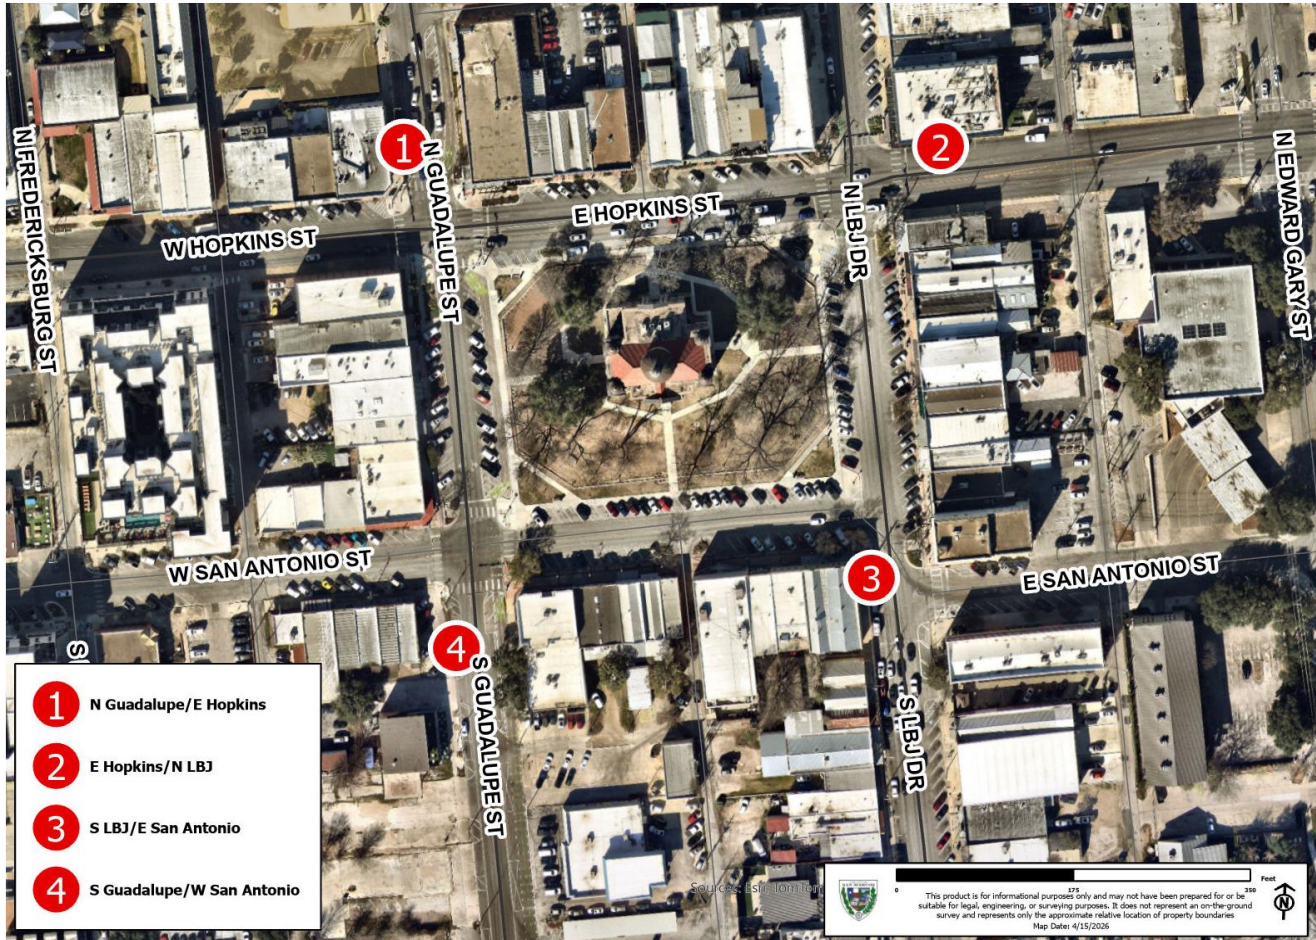 1
N GUADALUPE ST
2
N FREDERICKSBURG ST
W HOPKINS ST
E HOPKINS ST
N LBJ DR
N EDWARD GARY ST
W SAN ANTONIO ST
3
E SAN ANTONIO ST
4
S
S GUADALUPE ST
S LBJ DR
1 N Guadalupe/E Hopkins
2 E Hopkins/N LBJ
3 S LBJ/E San Antonio
4 S Guadalupe/W San Antonio
Sources: Esri, TomTom
0 175 350 Feet
This product is for informational purposes only and may not have been prepared for or be
suitable for legal, engineering, or surveying purposes. It does not represent an on-the-ground
survey and represents only the approximate relative location of property boundaries
Map Date: 4/15/2026
N